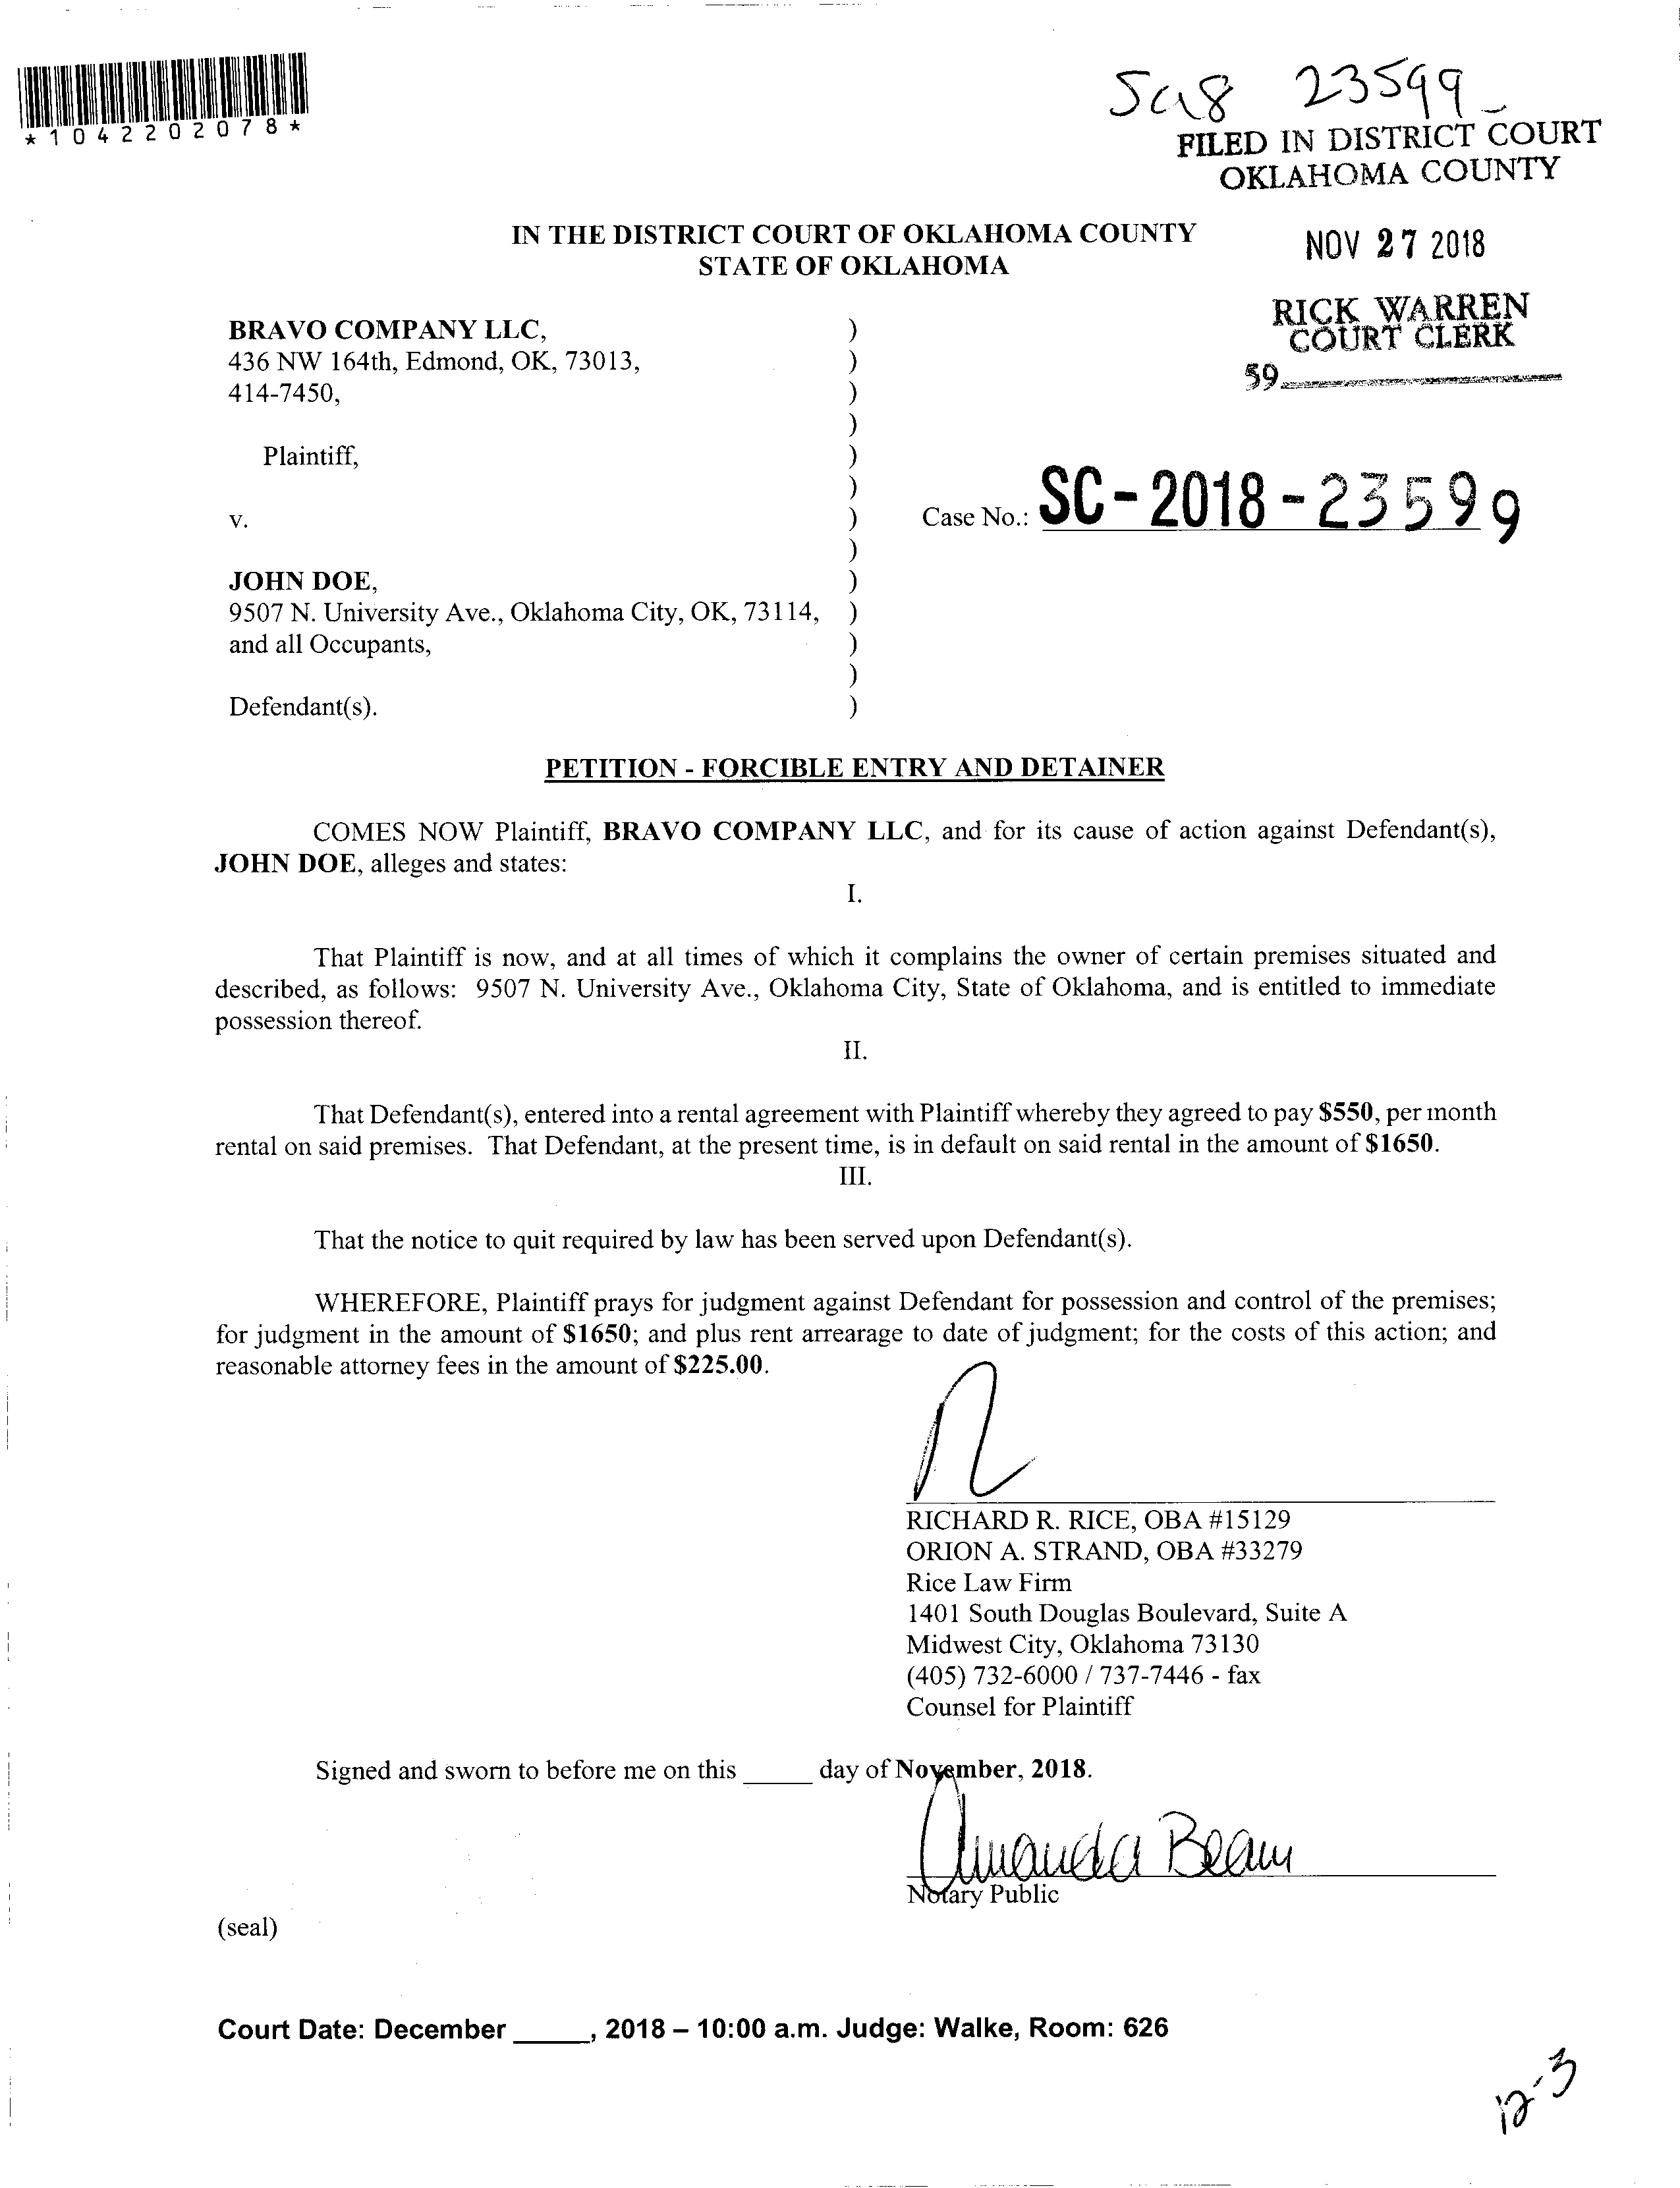 *1042202078*
23599
FILED IN DISTRICT COURT
OKLAHOMA COUNTY
IN THE DISTRICT COURT OF OKLAHOMA COUNTY
STATE OF OKLAHOMA
NOV 27 2018
RICK WARREN
COURT CLERK
59
BRAVO COMPANY LLC, )
436 NW 164th, Edmond, OK, 73013, )
414-7450, )
)
Plaintiff, )
)
v. ) Case No.: SC-2018-23599
)
JOHN DOE, )
9507 N. University Ave., Oklahoma City, OK, 73114, )
and all Occupants, )
)
Defendant(s). )
PETITION - FORCIBLE ENTRY AND DETAINER
COMES NOW Plaintiff, BRAVO COMPANY LLC, and for its cause of action against Defendant(s),
JOHN DOE, alleges and states:
I.
That Plaintiff is now, and at all times of which it complains the owner of certain premises situated and
described, as follows: 9507 N. University Ave., Oklahoma City, State of Oklahoma, and is entitled to immediate
possession thereof.
II.
That Defendant(s), entered into a rental agreement with Plaintiff whereby they agreed to pay $550, per month
rental on said premises. That Defendant, at the present time, is in default on said rental in the amount of $1650.
III.
That the notice to quit required by law has been served upon Defendant(s).
WHEREFORE, Plaintiff prays for judgment against Defendant for possession and control of the premises;
for judgment in the amount of $1650; and plus rent arrearage to date of judgment; for the costs of this action; and
reasonable attorney fees in the amount of $225.00.
RICHARD R. RICE, OBA #15129
ORION A. STRAND, OBA #33279
Rice Law Firm
1401 South Douglas Boulevard, Suite A
Midwest City, Oklahoma 73130
(405) 732-6000 / 737-7446 - fax
Counsel for Plaintiff
Signed and sworn to before me on this _____ day of November, 2018.
Amanda Beam
Notary Public
(seal)
Court Date: December _____, 2018 – 10:00 a.m. Judge: Walke, Room: 626
12-3